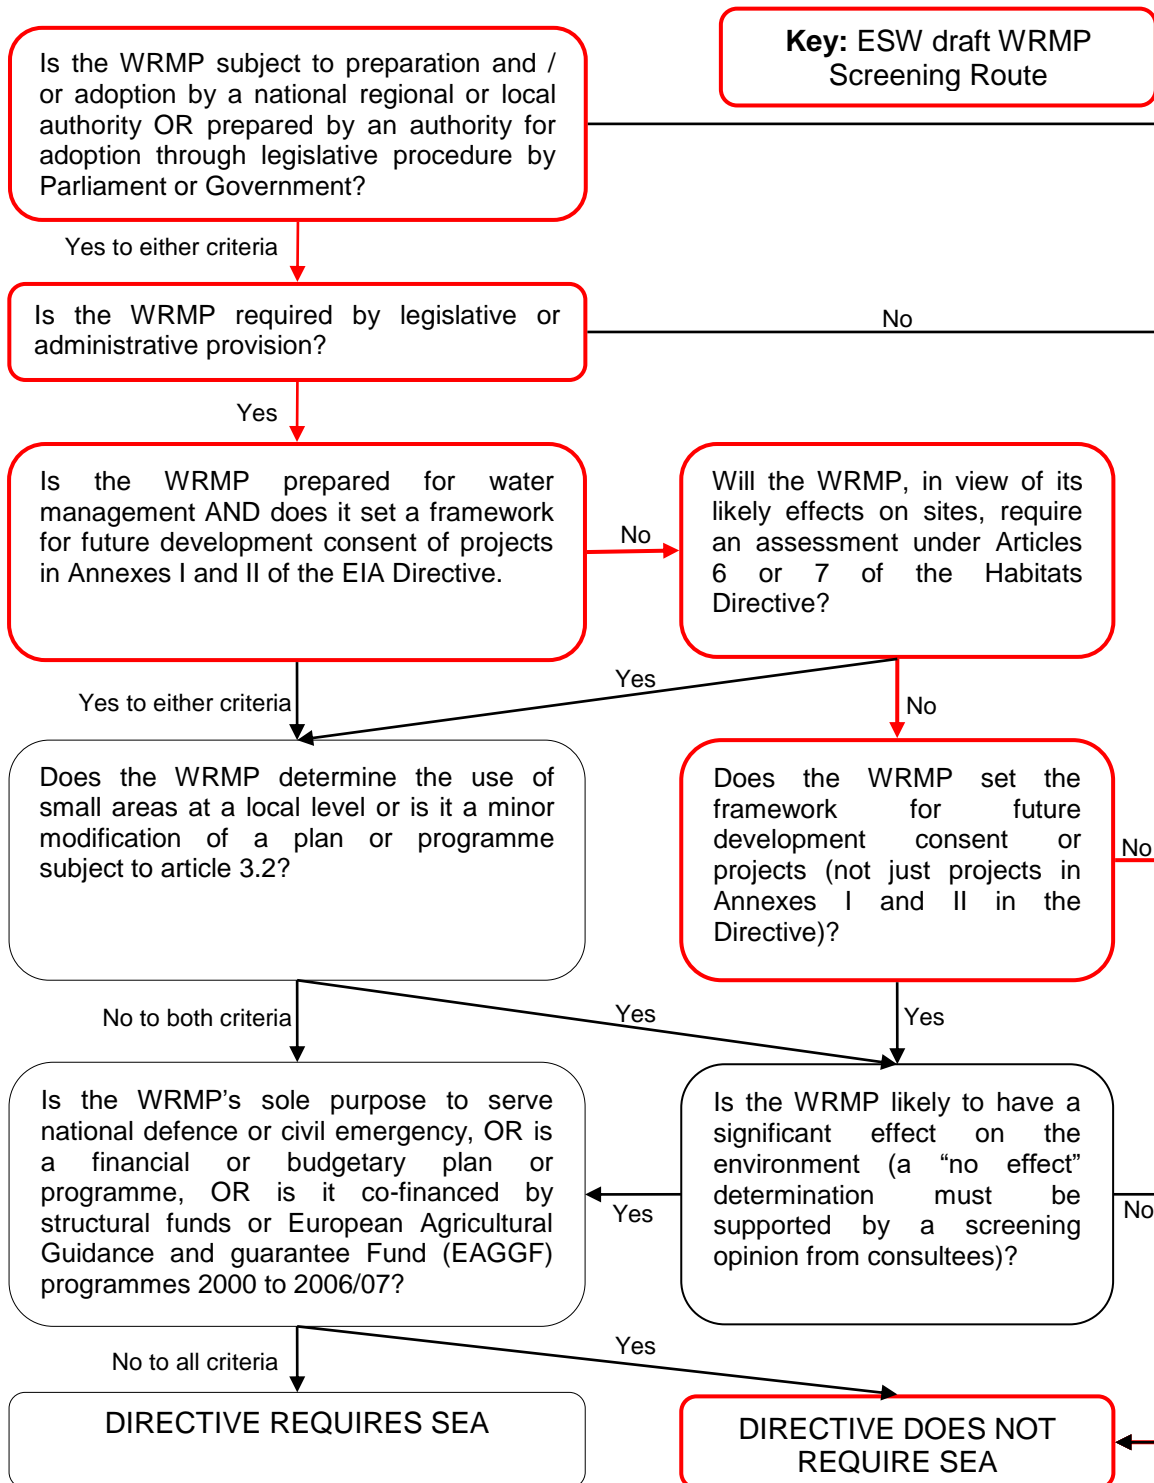 Key: ESW draft WRMP
Screening Route
Is the WRMP subject to preparation and /
or adoption by a national regional or local
authority OR prepared by an authority for
adoption through legislative procedure by
Parliament or Government?
Yes to either criteria
Is the WRMP required by legislative or
administrative provision?
No
Yes
Is the WRMP prepared for water
management AND does it set a framework
for future development consent of projects
in Annexes I and II of the EIA Directive.
No
Will the WRMP, in view of its
likely effects on sites, require
an assessment under Articles
6 or 7 of the Habitats
Directive?
Yes to either criteria
Yes
No
Does the WRMP determine the use of
small areas at a local level or is it a minor
modification of a plan or programme
subject to article 3.2?
Does the WRMP set the
framework for future
development consent or
projects (not just projects in
Annexes I and II in the
Directive)?
No
No to both criteria
Yes
Yes
Is the WRMP's sole purpose to serve
national defence or civil emergency, OR is
a financial or budgetary plan or
programme, OR is it co-financed by
structural funds or European Agricultural
Guidance and guarantee Fund (EAGGF)
programmes 2000 to 2006/07?
Yes
Is the WRMP likely to have a
significant effect on the
environment (a “no effect”
determination must be
supported by a screening
opinion from consultees)?
No
No to all criteria
Yes
DIRECTIVE REQUIRES SEA
DIRECTIVE DOES NOT
REQUIRE SEA